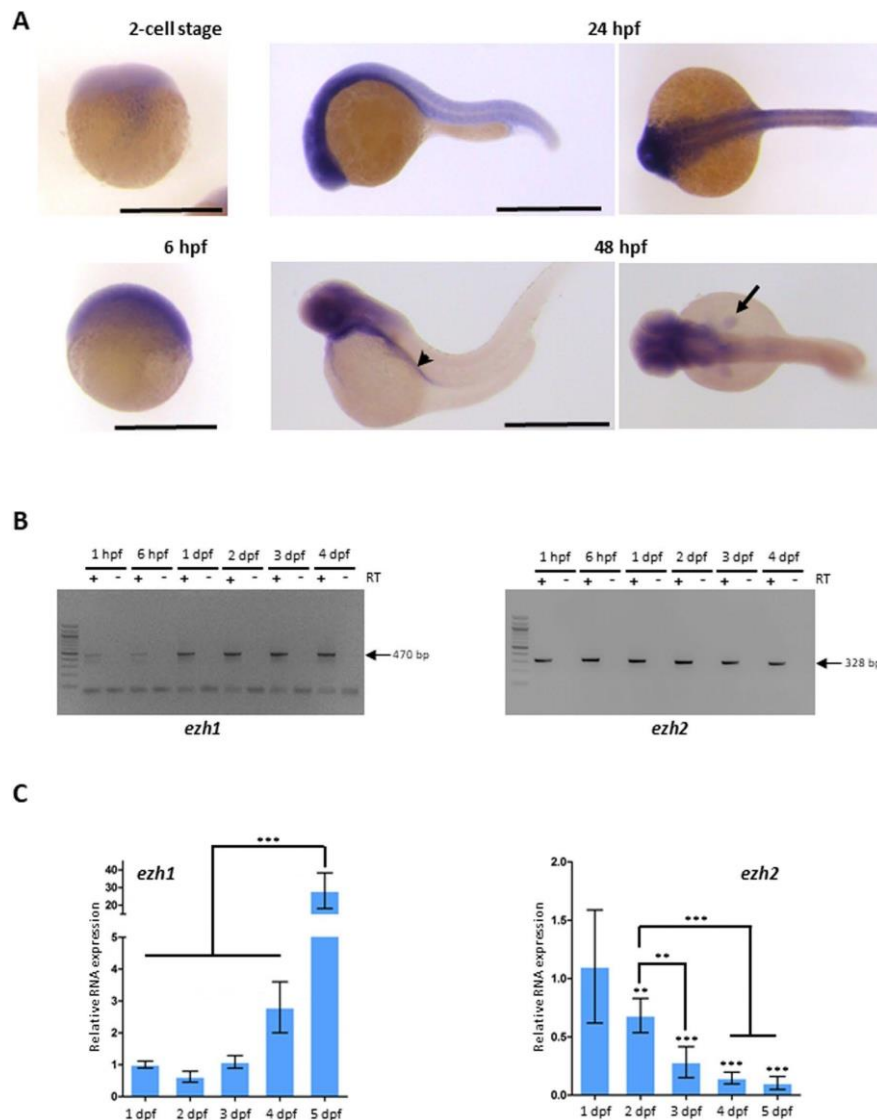 A
2-cell stage
24 hpf
6 hpf
48 hpf
B
1 hpf 6 hpf 1 dpf 2 dpf 3 dpf 4 dpf
+ - + - + - + - + - + - RT
470 bp
ezh1
1 hpf 6 hpf 1 dpf 2 dpf 3 dpf 4 dpf
+ - + - + - + - + - + - RT
328 bp
ezh2
C
ezh1
***
Relative RNA expression
40
30
20
5
4
3
2
1
0
1 dpf 2 dpf 3 dpf 4 dpf 5 dpf
ezh2
Relative RNA expression
2.0
1.5
1.0
0.5
0.0
***
**
**
***
***
***
1 dpf 2 dpf 3 dpf 4 dpf 5 dpf